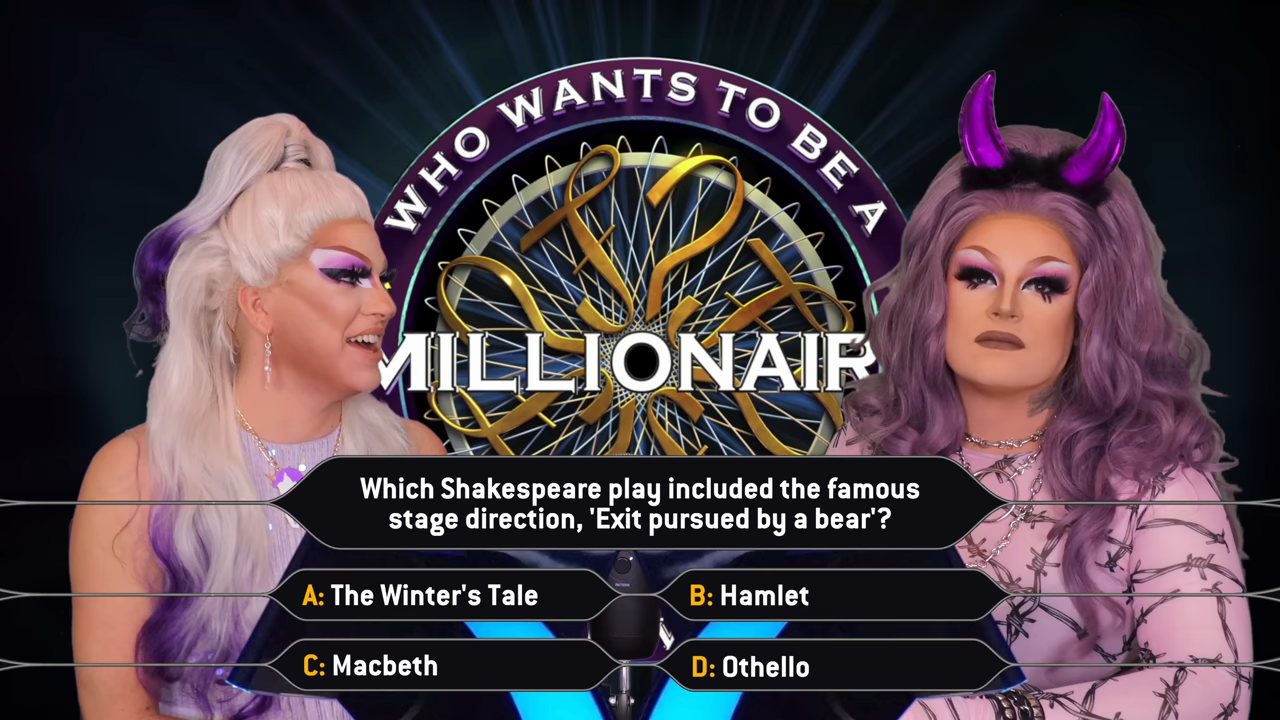 WHO WANTS TO BE A
MILLIONAIR
Which Shakespeare play included the famous
stage direction, 'Exit pursued by a bear'?
A: The Winter's Tale
B: Hamlet
C: Macbeth
D: Othello